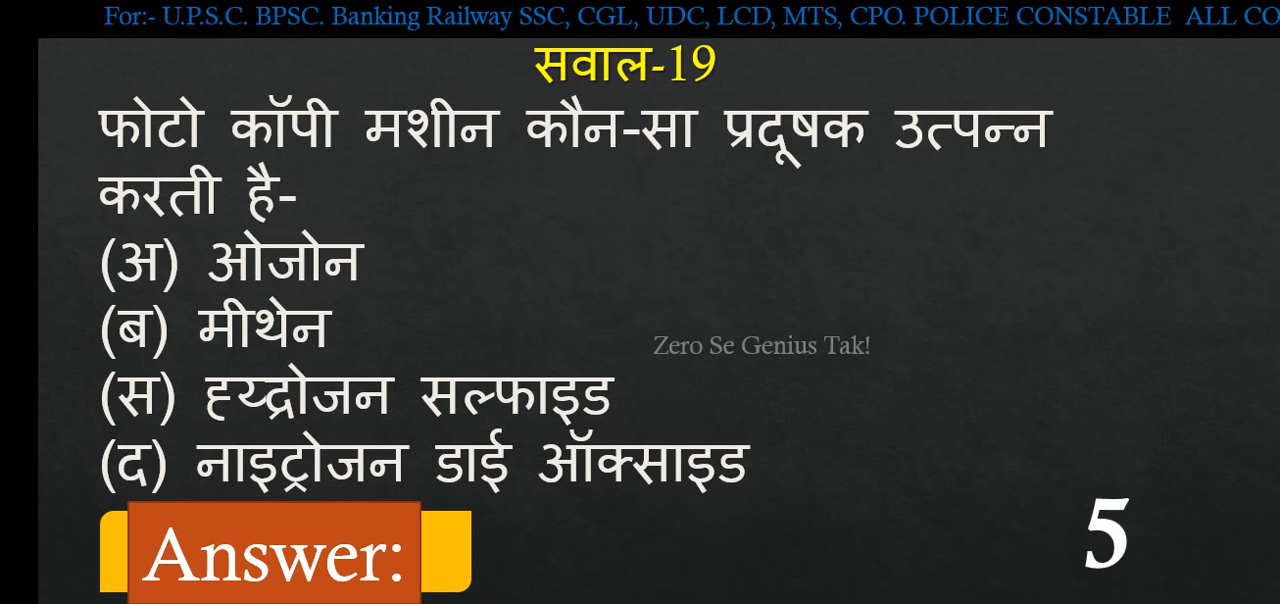 For:- U.P.S.C. BPSC. Banking Railway SSC, CGL, UDC, LCD, MTS, CPO. POLICE CONSTABLE ALL CO
सवाल-19
फोटो कॉपी मशीन कौन-सा प्रदूषक उत्पन्न
करती है-
(अ) ओजोन
(ब) मीथेन
Zero Se Genius Tak!
(स) ह्य्द्रोजन सल्फाइड
(द) नाइट्रोजन डाई ऑक्साइड
Answer:
5